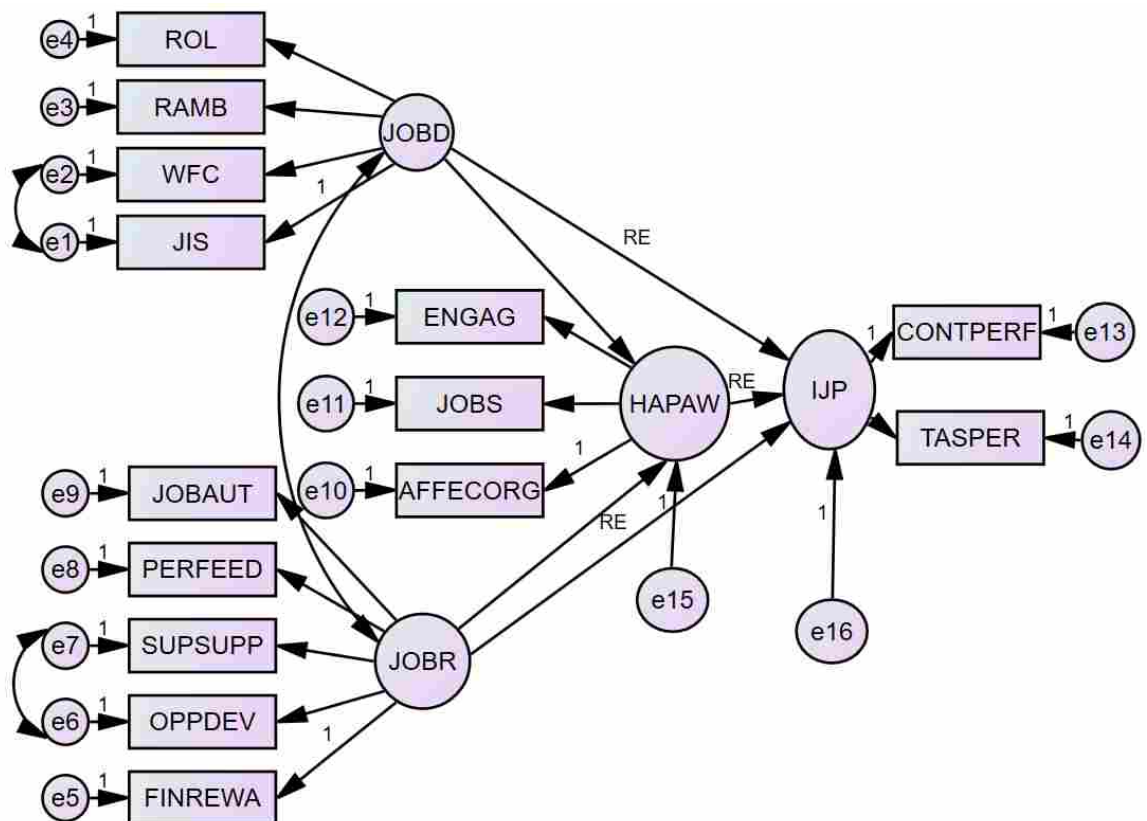 e4 1 ROL
e3 1 RAMB
JOBD
e2 1 WFC
1
e1 1 JIS
RE
e12 1 ENGAG
1 CONTPERF 1 e13
e11 1 JOBS
HAPAW RE IJP
TASPER 1 e14
1
e10 1 AFFECORG
e9 1 JOBAUT
RE 1 1
e8 1 PERFEED
e15
e7 1 SUPSUPP
e16
JOBR
e6 1 OPPDEV
1
e5 1 FINREWA